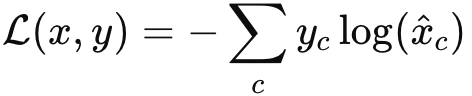 $\mathcal{L}(x, y) = -\sum_{c} y_c \log(\hat{x}_c)$